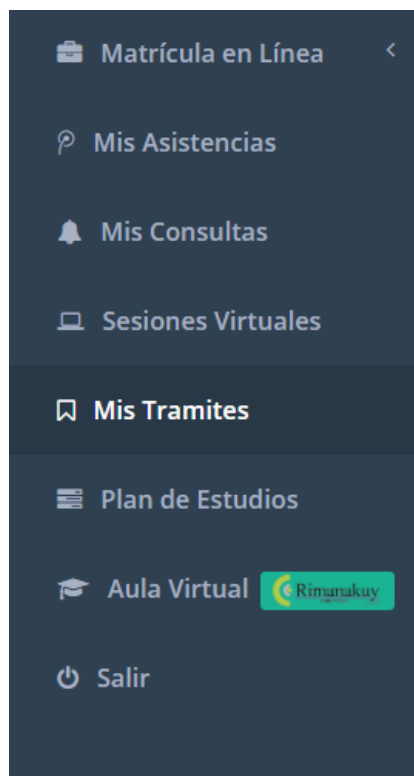 Matrícula en Línea
Mis Asistencias
Mis Consultas
Sesiones Virtuales
Mis Tramites
Plan de Estudios
Aula Virtual Rimanakuy
Salir